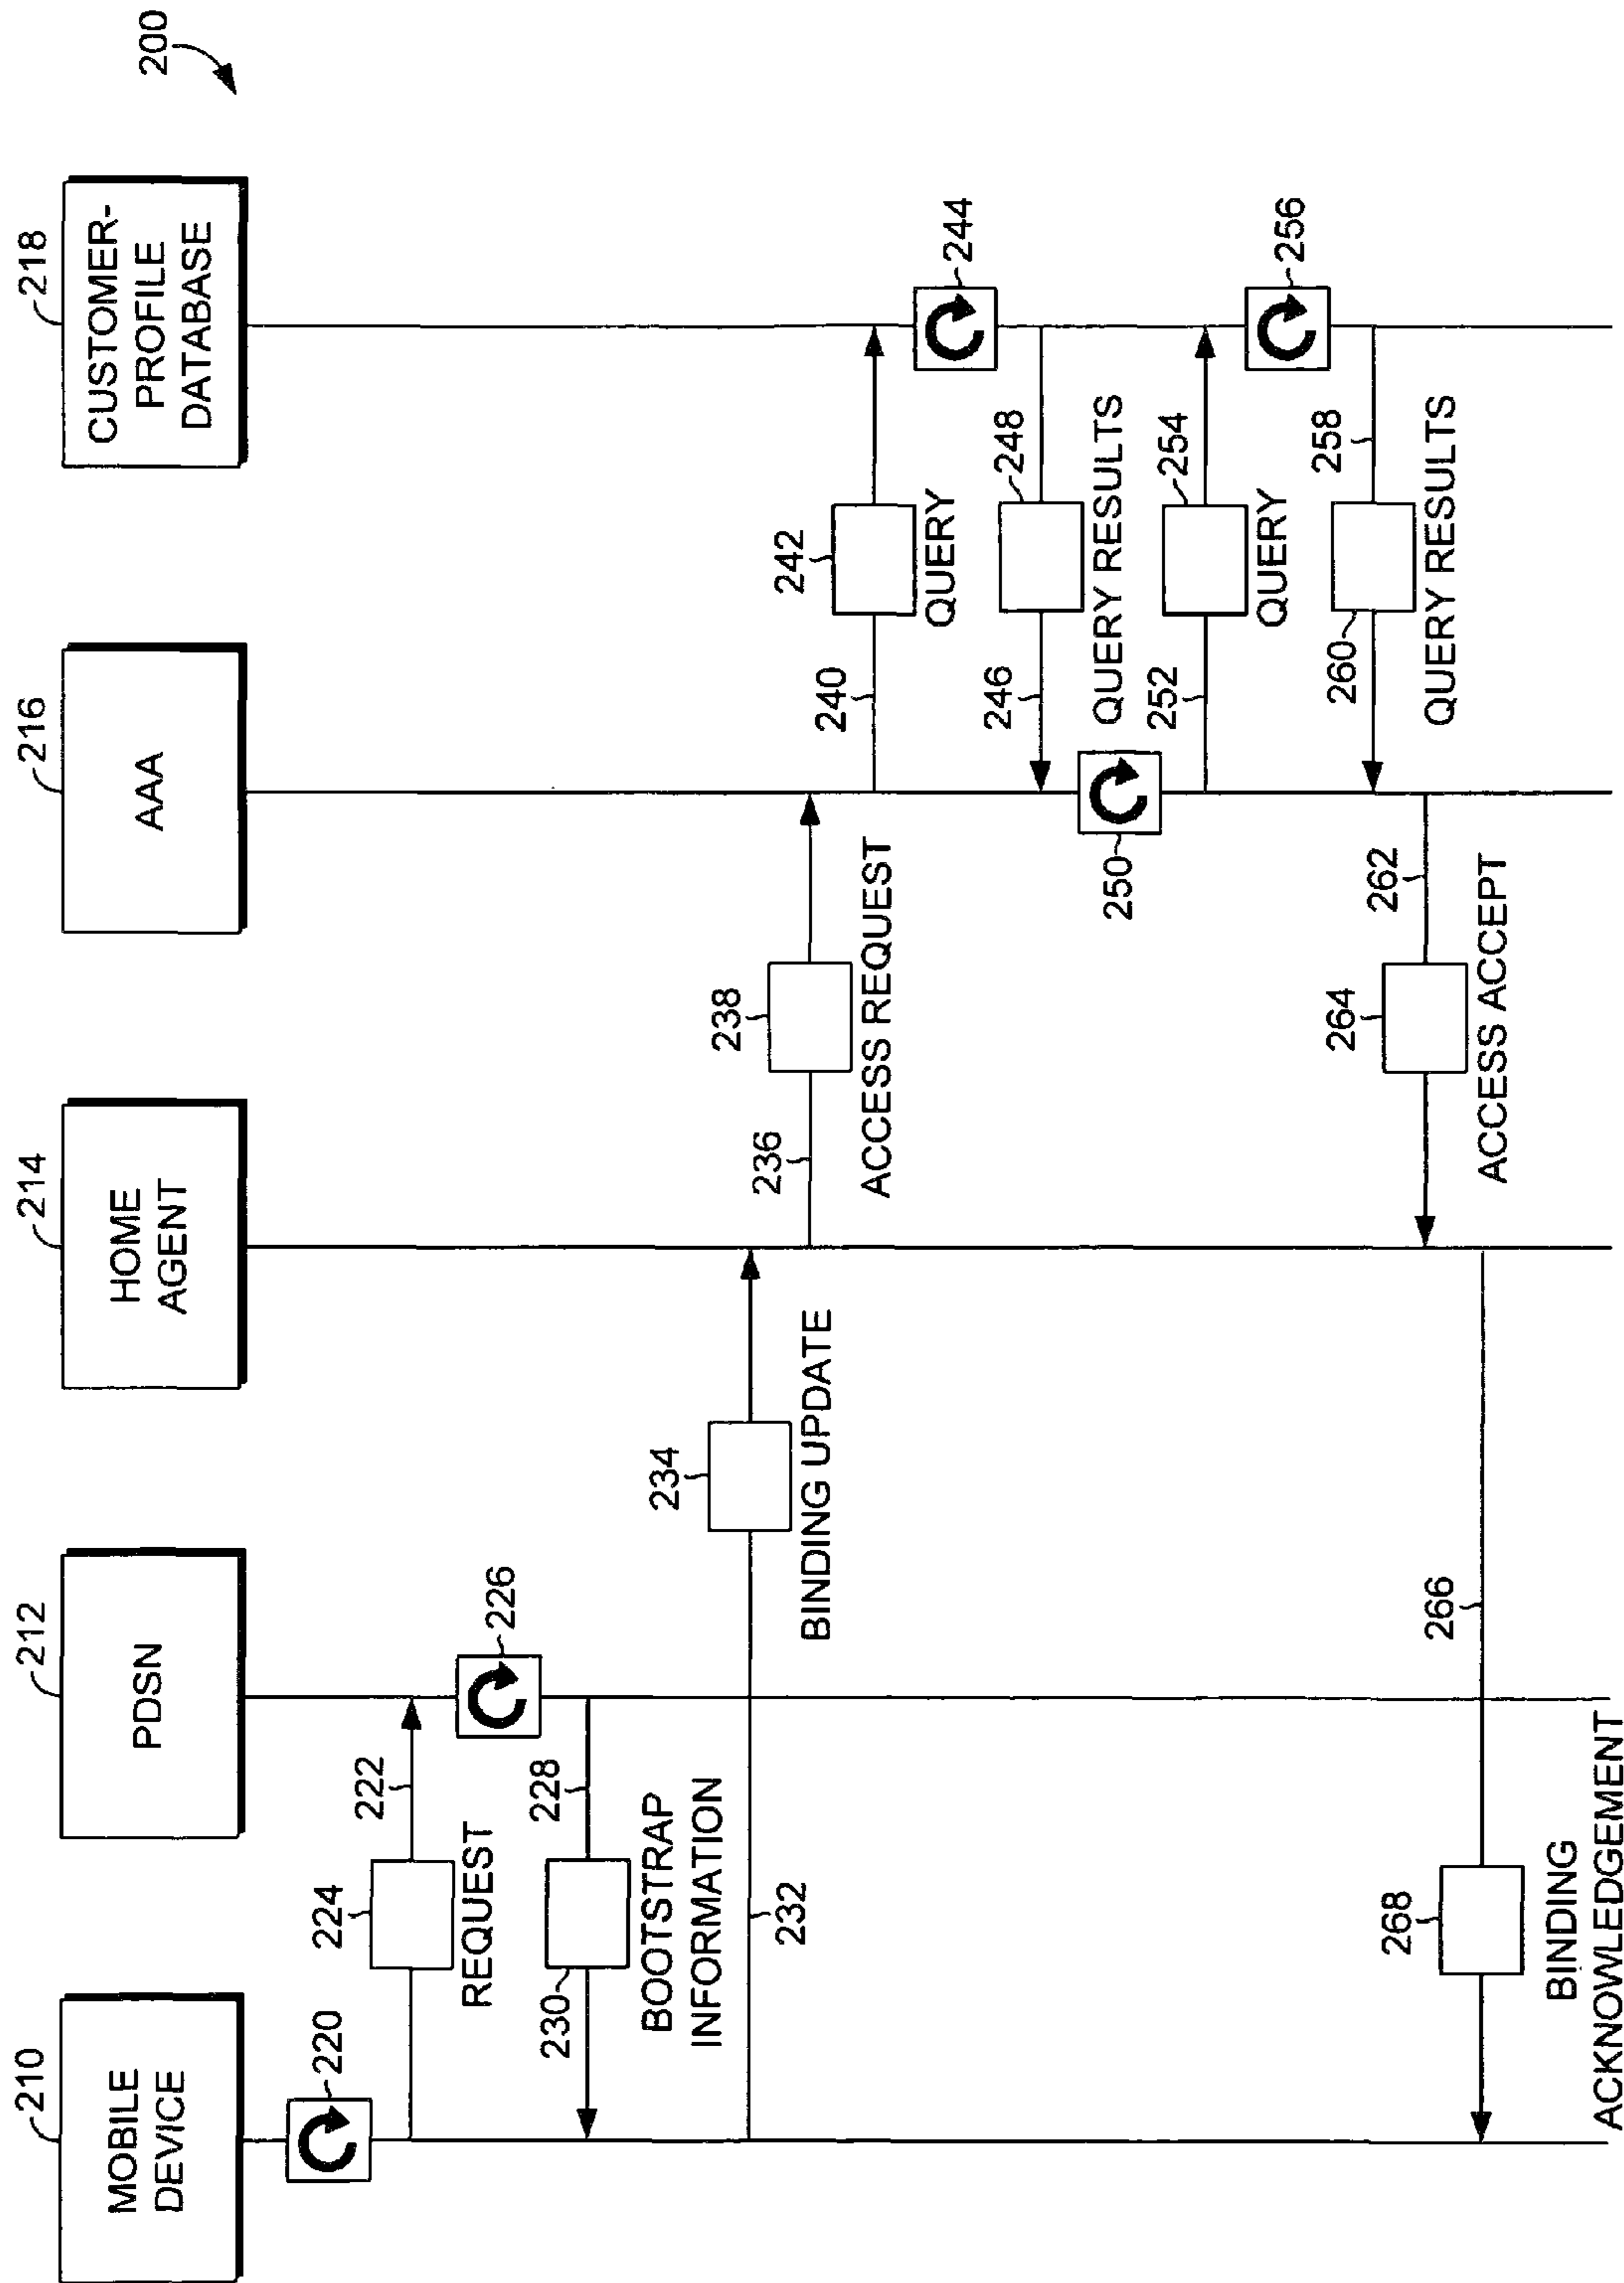 200
210
MOBILE
DEVICE
212
PDSN
214
HOME
AGENT
216
AAA
218
CUSTOMER-
PROFILE
DATABASE
220
224
222
REQUEST
226
230
228
BOOTSTRAP
INFORMATION
232
234
BINDING UPDATE
236
238
ACCESS REQUEST
240
242
QUERY
244
246
248
QUERY RESULTS
250
252
254
QUERY
256
260
258
QUERY RESULTS
264
262
ACCESS ACCEPT
268
266
BINDING
ACKNOWLEDGEMENT